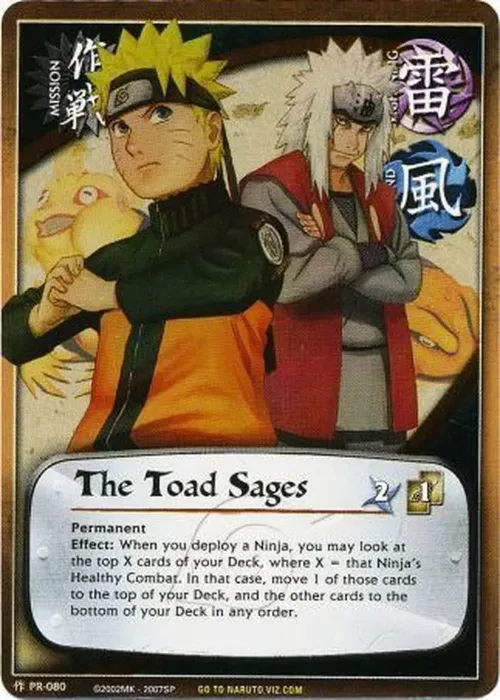 MISSION
作戦
雷
風
The Toad Sages
2
1
Permanent
Effect: When you deploy a Ninja, you may look at
the top X cards of your Deck, where X = that Ninja's
Healthy Combat. In that case, move 1 of those cards
to the top of your Deck, and the other cards to the
bottom of your Deck in any order.
作 PR-080
©2002MK - 2007SP
GO TO NARUTO.VIZ.COM